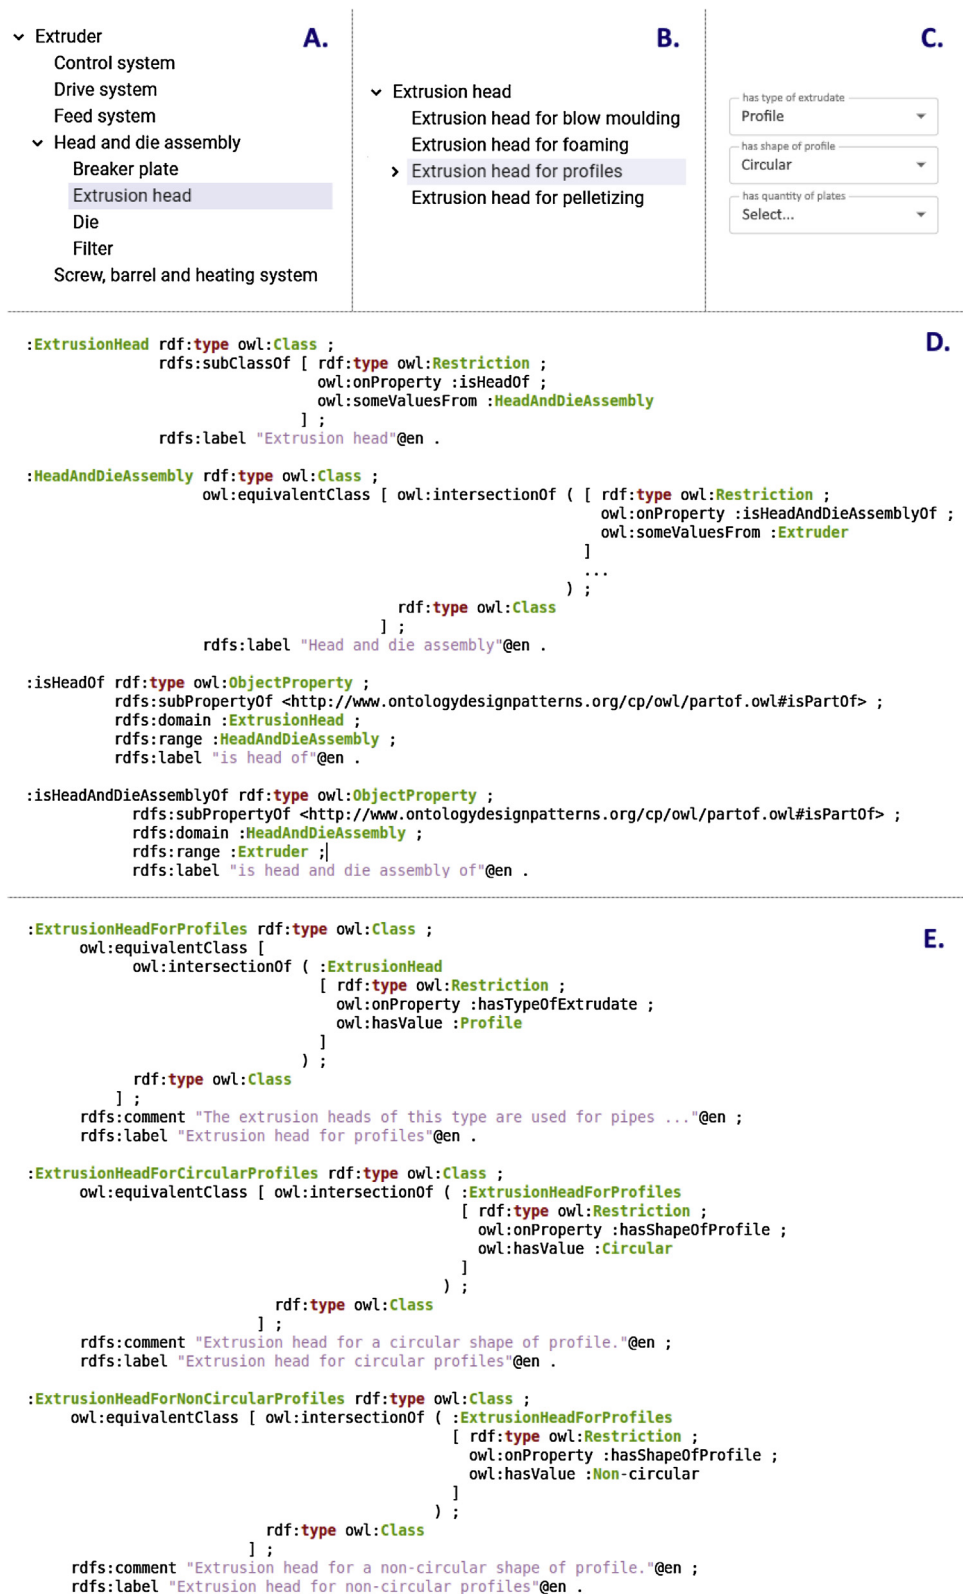 A.
Extruder
Control system
Drive system
Feed system
Head and die assembly
Breaker plate
Extrusion head
Die
Filter
Screw, barrel and heating system
B.
Extrusion head
Extrusion head for blow moulding
Extrusion head for foaming
Extrusion head for profiles
Extrusion head for pelletizing
C.
has type of extrudate
Profile
has shape of profile
Circular
has quantity of plates
Select...
D.
:ExtrusionHead rdf:type owl:Class ;
rdfs:subClassOf [ rdf:type owl:Restriction ;
owl:onProperty :isHeadOf ;
owl:someValuesFrom :HeadAndDieAssembly
] ;
rdfs:label "Extrusion head"@en .
:HeadAndDieAssembly rdf:type owl:Class ;
owl:equivalentClass [ owl:intersectionOf ( [ rdf:type owl:Restriction ;
owl:onProperty :isHeadAndDieAssemblyOf ;
owl:someValuesFrom :Extruder
]
...
) ;
rdf:type owl:Class
] ;
rdfs:label "Head and die assembly"@en .
:isHeadOf rdf:type owl:ObjectProperty ;
rdfs:subPropertyOf <http://www.ontologydesignpatterns.org/cp/owl/partof.owl#isPartOf> ;
rdfs:domain :ExtrusionHead ;
rdfs:range :HeadAndDieAssembly ;
rdfs:label "is head of"@en .
:isHeadAndDieAssemblyOf rdf:type owl:ObjectProperty ;
rdfs:subPropertyOf <http://www.ontologydesignpatterns.org/cp/owl/partof.owl#isPartOf> ;
rdfs:domain :HeadAndDieAssembly ;
rdfs:range :Extruder ;
rdfs:label "is head and die assembly of"@en .
E.
:ExtrusionHeadForProfiles rdf:type owl:Class ;
owl:equivalentClass [
owl:intersectionOf ( :ExtrusionHead
[ rdf:type owl:Restriction ;
owl:onProperty :hasTypeOfExtrudate ;
owl:hasValue :Profile
]
) ;
rdf:type owl:Class
] ;
rdfs:comment "The extrusion heads of this type are used for pipes ..."@en ;
rdfs:label "Extrusion head for profiles"@en .
:ExtrusionHeadForCircularProfiles rdf:type owl:Class ;
owl:equivalentClass [ owl:intersectionOf ( :ExtrusionHeadForProfiles
[ rdf:type owl:Restriction ;
owl:onProperty :hasShapeOfProfile ;
owl:hasValue :Circular
]
) ;
rdf:type owl:Class
] ;
rdfs:comment "Extrusion head for a circular shape of profile."@en ;
rdfs:label "Extrusion head for circular profiles"@en .
:ExtrusionHeadForNonCircularProfiles rdf:type owl:Class ;
owl:equivalentClass [ owl:intersectionOf ( :ExtrusionHeadForProfiles
[ rdf:type owl:Restriction ;
owl:onProperty :hasShapeOfProfile ;
owl:hasValue :Non-circular
]
) ;
rdf:type owl:Class
] ;
rdfs:comment "Extrusion head for a non-circular shape of profile."@en ;
rdfs:label "Extrusion head for non-circular profiles"@en .